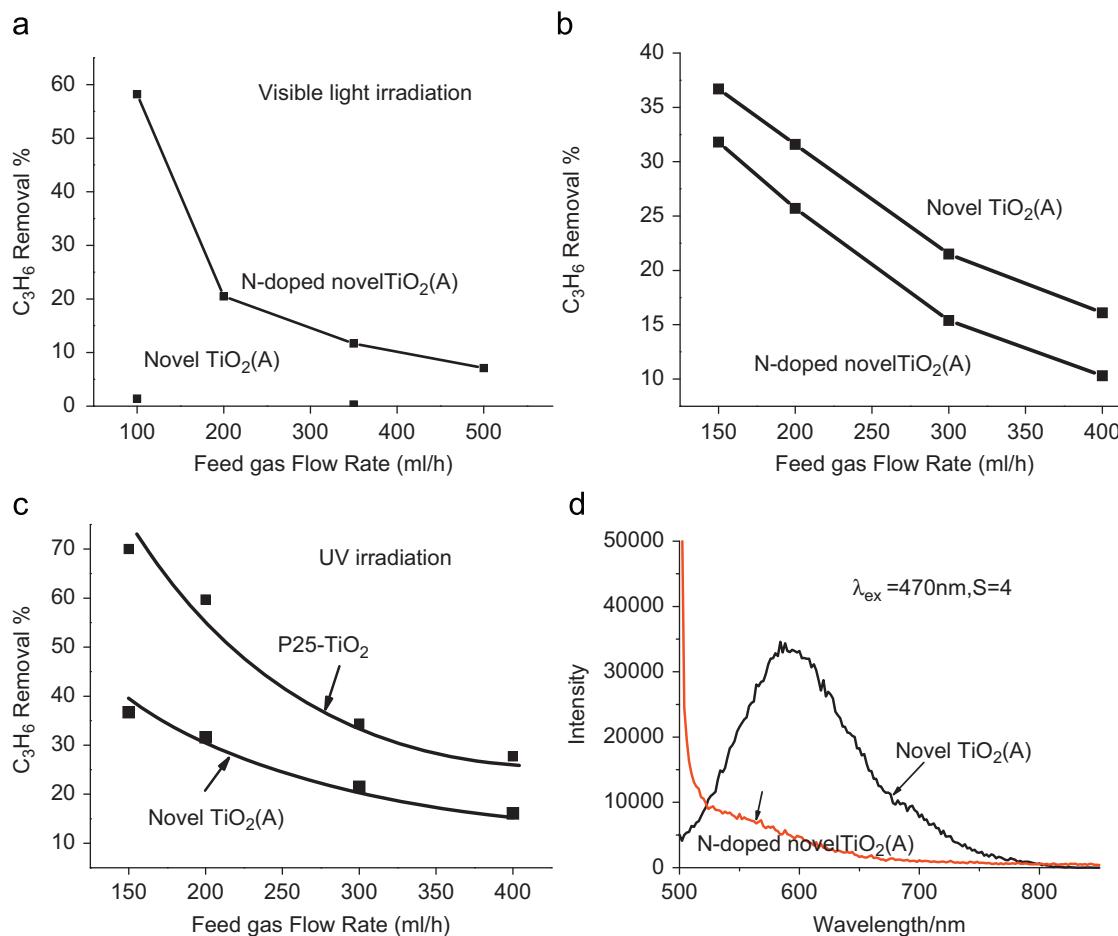 a
60
50
40
30
20
10
0
C₃H₆ Removal %
Visible light irradiation
N-doped novelTiO₂(A)
Novel TiO₂(A)
100 200 300 400 500
Feed gas Flow Rate (ml/h)
b
40
35
30
25
20
15
10
C₃H₆ Removal %
Novel TiO₂(A)
N-doped novelTiO₂(A)
150 200 250 300 350 400
Feed gas Flow Rate (ml/h)
c
70
60
50
40
30
20
10
C₃H₆ Removal %
UV irradiation
P25-TiO₂
Novel TiO₂(A)
150 200 250 300 350 400
Feed gas Flow Rate (ml/h)
d
50000
40000
30000
20000
10000
0
Intensity
λex =470nm,S=4
Novel TiO₂(A)
N-doped novelTiO₂(A)
500 600 700 800
Wavelength/nm